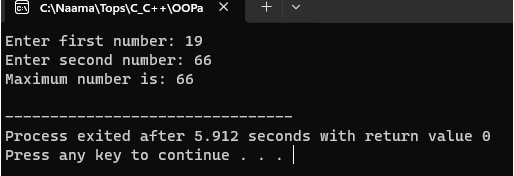 C:\Naama\Tops\C_C++\OOPa
Enter first number: 19
Enter second number: 66
Maximum number is: 66
--------------------------------
Process exited after 5.912 seconds with return value 0
Press any key to continue . . .